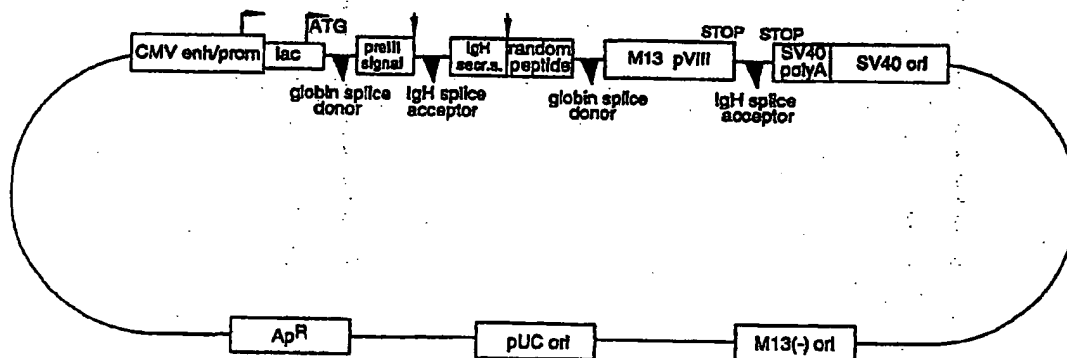 ATG
STOP STOP
CMV enh/prom
lac
preIII
signal
IgH
secr.s.
random
peptide
M13 pVIII
SV40
polyA
SV40 ori
globin splice
donor
IgH splice
acceptor
globin splice
donor
IgH splice
acceptor
ApR
pUC ori
M13(-) ori